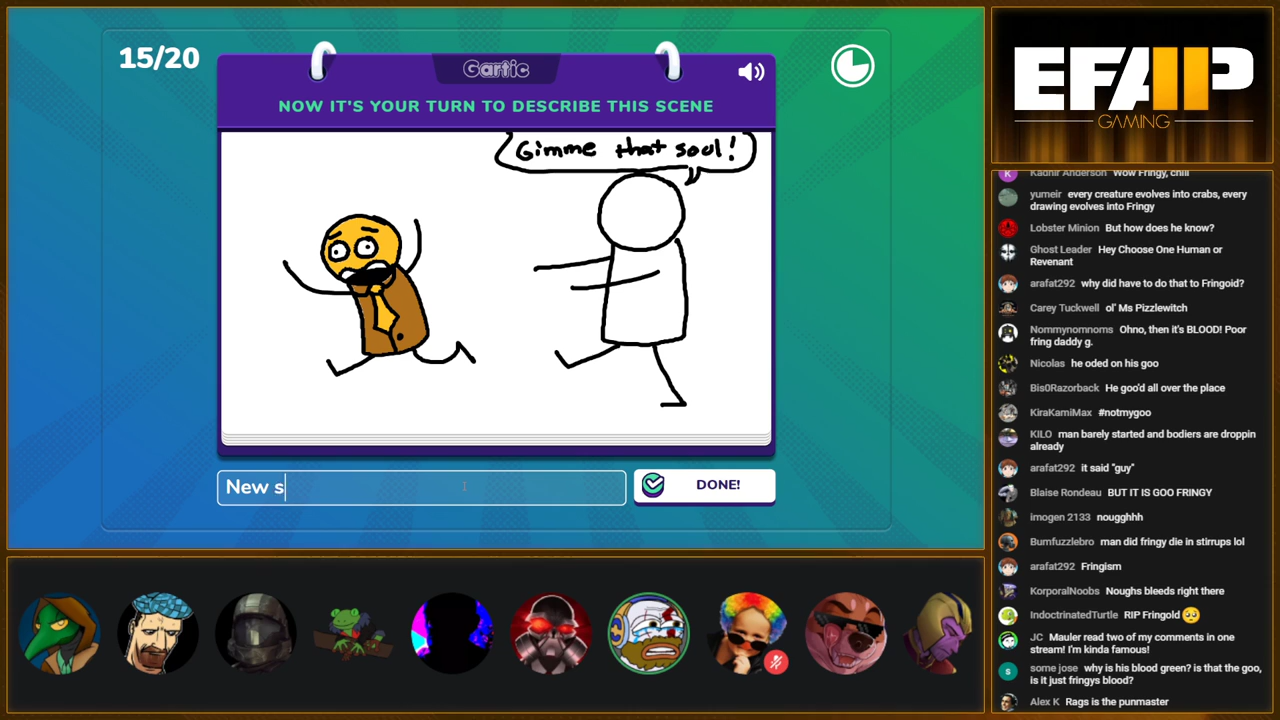 15/20
Gartic
NOW IT'S YOUR TURN TO DESCRIBE THIS SCENE
Gimme that soul!
New s
DONE!
EFAP
GAMING
Kadhir Anderson Wow Fringy, chill
yumeir every creature evolves into crabs, every
drawing evolves into Fringy
Lobster Minion But how does he know?
Ghost Leader Hey Choose One Human or
Revenant
arafat292 why did have to do that to Fringoid?
Carey Tuckwell ol' Ms Pizzlewitch
Nommynomnoms Ohno, then it's BLOOD! Poor
fring daddy g.
Nicolas he oded on his goo
Bis0Razorback He goo'd all over the place
KiraKamiMax #notmygoo
KILO man barely started and bodiers are droppin
already
arafat292 it said "guy"
Blaise Rondeau BUT IT IS GOO FRINGY
imogen 2133 nougghhh
Bumfuzzlebro man did fringy die in stirrups lol
arafat292 Fringism
KorporalNoobs Noughs bleeds right there
IndoctrinatedTurtle RIP Fringold 🥺
JC Mauler read two of my comments in one
stream! I'm kinda famous!
some jose why is his blood green? is that the goo,
is it just fringys blood?
Alex K Rags is the punmaster